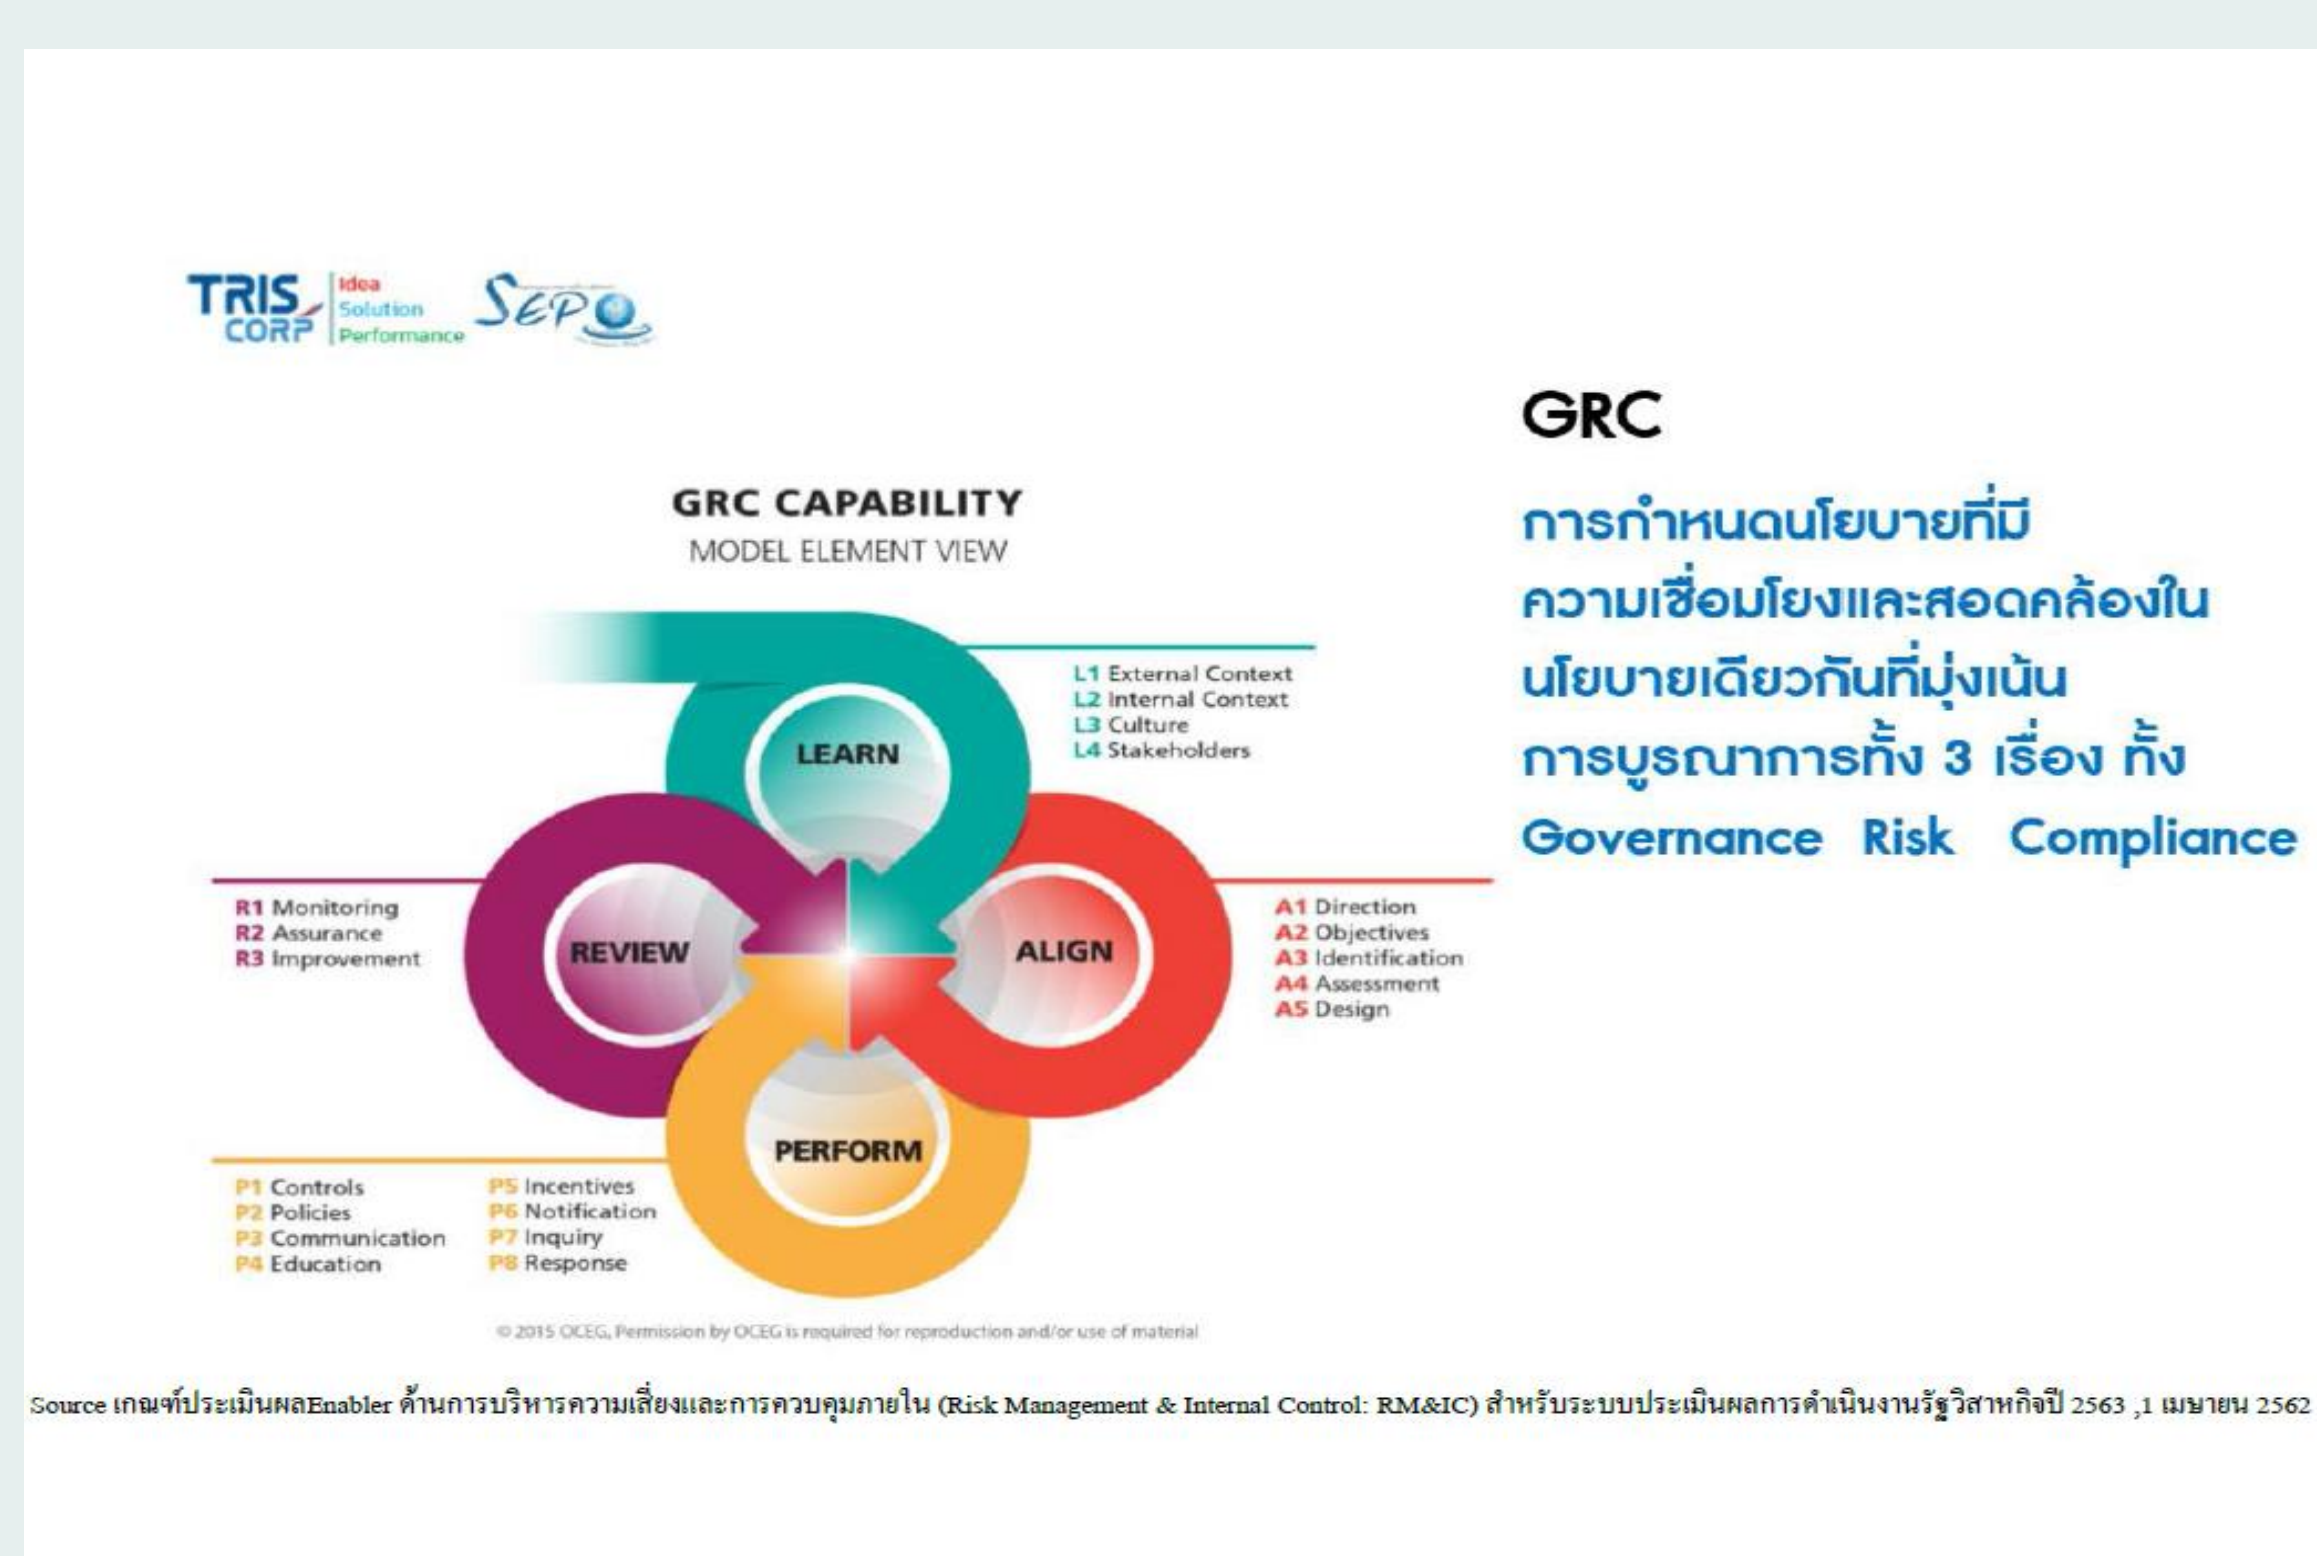 TRIS
CORP
Idea
Solution
Performance
SEPO
GRC
การกำหนดนโยบายที่มี
ความเชื่อมโยงและสอดคล้องใน
นโยบายเดียวกันที่มุ่งเน้น
การบูรณาการทั้ง 3 เรื่อง ทั้ง
Governance Risk Compliance
GRC CAPABILITY
MODEL ELEMENT VIEW
LEARN
L1 External Context
L2 Internal Context
L3 Culture
L4 Stakeholders
REVIEW
R1 Monitoring
R2 Assurance
R3 Improvement
ALIGN
A1 Direction
A2 Objectives
A3 Identification
A4 Assessment
A5 Design
PERFORM
P1 Controls
P2 Policies
P3 Communication
P4 Education
P5 Incentives
P6 Notification
P7 Inquiry
P8 Response
© 2015 OCEG, Permission by OCEG is required for reproduction and/or use of material
Source เกณฑ์ประเมินผลEnabler ด้านการบริหารความเสี่ยงและการควบคุมภายใน (Risk Management & Internal Control: RM&IC) สำหรับระบบประเมินผลการดำเนินงานรัฐวิสาหกิจปี 2563 ,1 เมษายน 2562